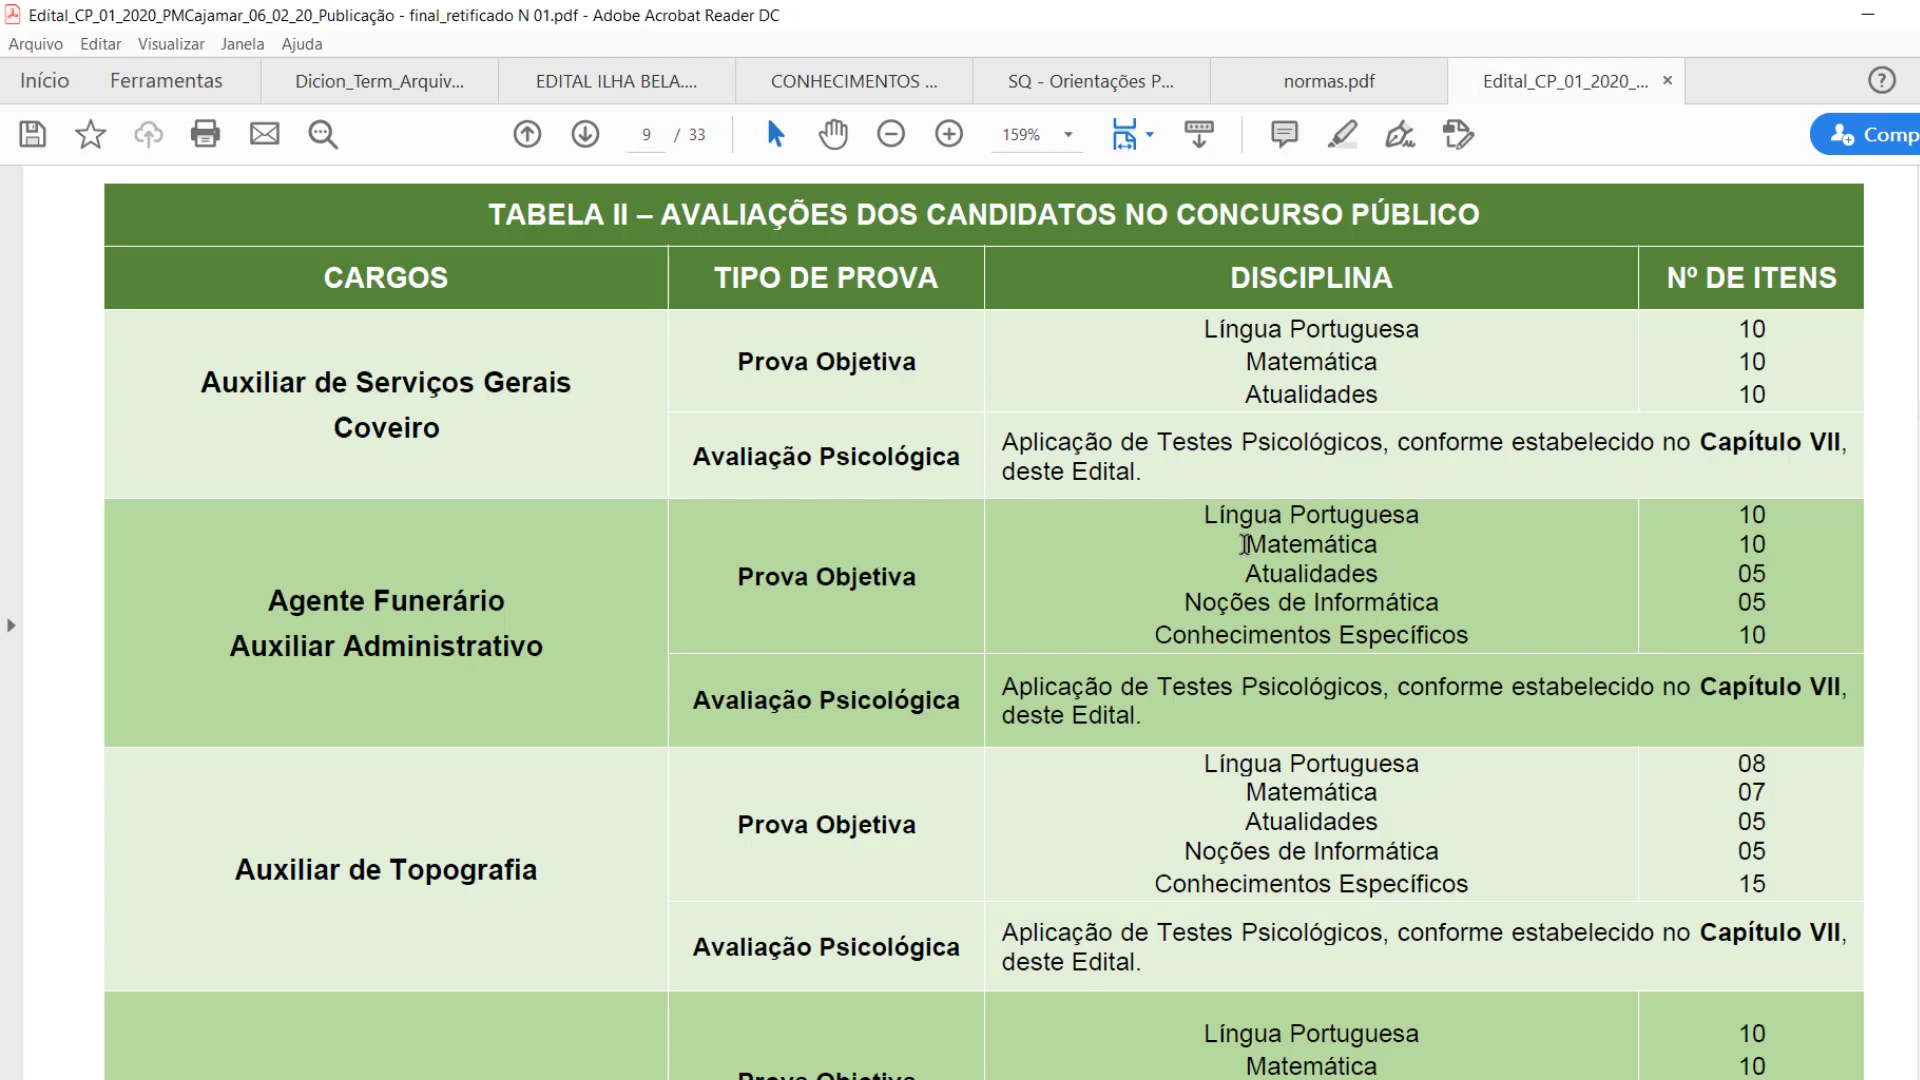 Edital_CP_01_2020_PMCajamar_06_02_20_Publicação - final_retificado N 01.pdf - Adobe Acrobat Reader DC
Arquivo Editar Visualizar Janela Ajuda
Início Ferramentas Dicion_Term_Arquiv... EDITAL ILHA BELA.... CONHECIMENTOS ... SQ - Orientações P... normas.pdf Edital_CP_01_2020_...
9 / 33 159% Comp
TABELA II – AVALIAÇÕES DOS CANDIDATOS NO CONCURSO PÚBLICO
CARGOS TIPO DE PROVA DISCIPLINA Nº DE ITENS
Auxiliar de Serviços Gerais
Coveiro
Prova Objetiva
Língua Portuguesa 10
Matemática 10
Atualidades 10
Avaliação Psicológica
Aplicação de Testes Psicológicos, conforme estabelecido no Capítulo VII,
deste Edital.
Agente Funerário
Auxiliar Administrativo
Prova Objetiva
Língua Portuguesa 10
Matemática 10
Atualidades 05
Noções de Informática 05
Conhecimentos Específicos 10
Avaliação Psicológica
Aplicação de Testes Psicológicos, conforme estabelecido no Capítulo VII,
deste Edital.
Auxiliar de Topografia
Prova Objetiva
Língua Portuguesa 08
Matemática 07
Atualidades 05
Noções de Informática 05
Conhecimentos Específicos 15
Avaliação Psicológica
Aplicação de Testes Psicológicos, conforme estabelecido no Capítulo VII,
deste Edital.
Língua Portuguesa 10
Matemática 10
Prova Objetiva